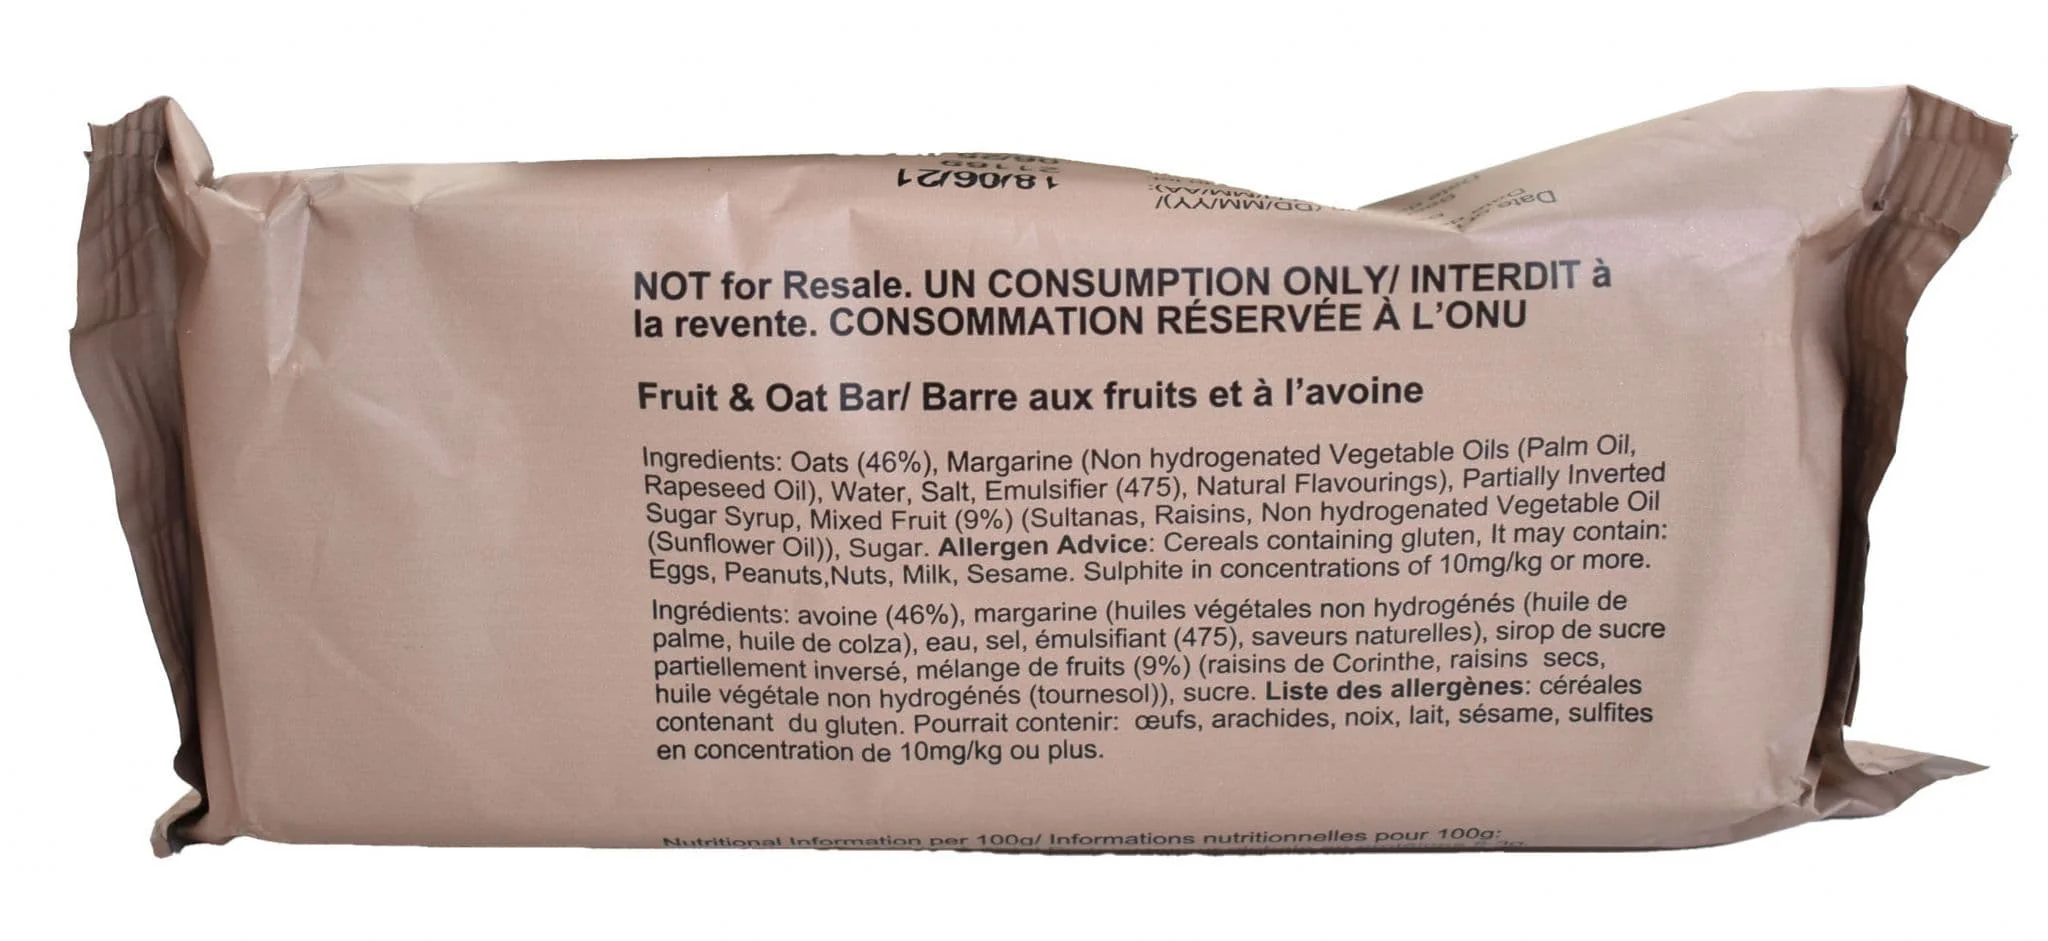 18/06/21
21169
(DD/MM/YY)/
NOT for Resale. UN CONSUMPTION ONLY/ INTERDIT à
la revente. CONSOMMATION RÉSERVÉE À L’ONU
Fruit & Oat Bar/ Barre aux fruits et à l’avoine
Ingredients: Oats (46%), Margarine (Non hydrogenated Vegetable Oils (Palm Oil,
Rapeseed Oil), Water, Salt, Emulsifier (475), Natural Flavourings), Partially Inverted
Sugar Syrup, Mixed Fruit (9%) (Sultanas, Raisins, Non hydrogenated Vegetable Oil
(Sunflower Oil)), Sugar. Allergen Advice: Cereals containing gluten, It may contain:
Eggs, Peanuts,Nuts, Milk, Sesame. Sulphite in concentrations of 10mg/kg or more.
Ingrédients: avoine (46%), margarine (huiles végétales non hydrogénés (huile de
palme, huile de colza), eau, sel, émulsifiant (475), saveurs naturelles), sirop de sucre
partiellement inversé, mélange de fruits (9%) (raisins de Corinthe, raisins secs,
huile végétale non hydrogénés (tournesol)), sucre. Liste des allergènes: céréales
contenant du gluten. Pourrait contenir: œufs, arachides, noix, lait, sésame, sulfites
en concentration de 10mg/kg ou plus.
Nutritional Information per 100g/ Informations nutritionnelles pour 100g: